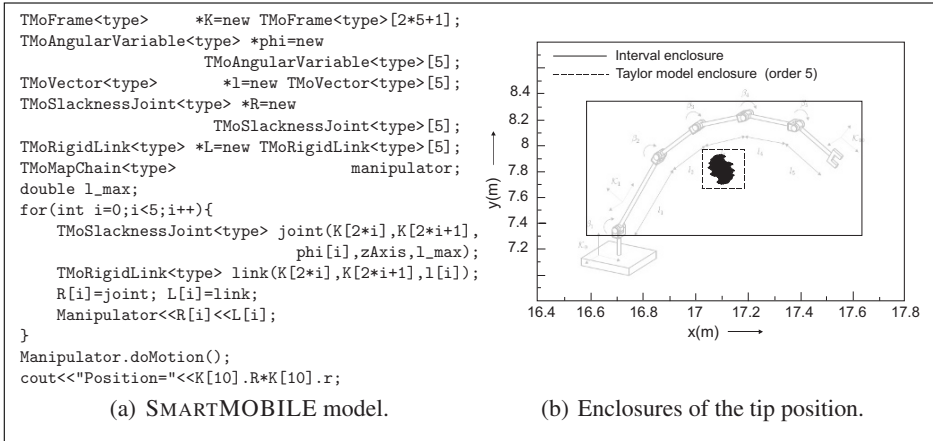 TMoFrame<type> *K=new TMoFrame<type>[2*5+1];
TMoAngularVariable<type> *phi=new
TMoAngularVariable<type>[5];
TMoVector<type> *l=new TMoVector<type>[5];
TMoSlacknessJoint<type> *R=new
TMoSlacknessJoint<type>[5];
TMoRigidLink<type> *L=new TMoRigidLink<type>[5];
TMoMapChain<type> manipulator;
double l_max;
for(int i=0;i<5;i++){
TMoSlacknessJoint<type> joint(K[2*i],K[2*i+1],
phi[i],zAxis,l_max);
TMoRigidLink<type> link(K[2*i],K[2*i+1],l[i]);
R[i]=joint; L[i]=link;
Manipulator<<R[i]<<L[i];
}
Manipulator.doMotion();
cout<<"Position="<<K[10].R*K[10].r;
(a) SMARTMOBILE model.
Interval enclosure
Taylor model enclosure (order 5)
8.4
8.2
8
7.8
7.6
7.4
7.2
y(m)
16.4 16.6 16.8 17 17.2 17.4 17.6 17.8
x(m)
(b) Enclosures of the tip position.